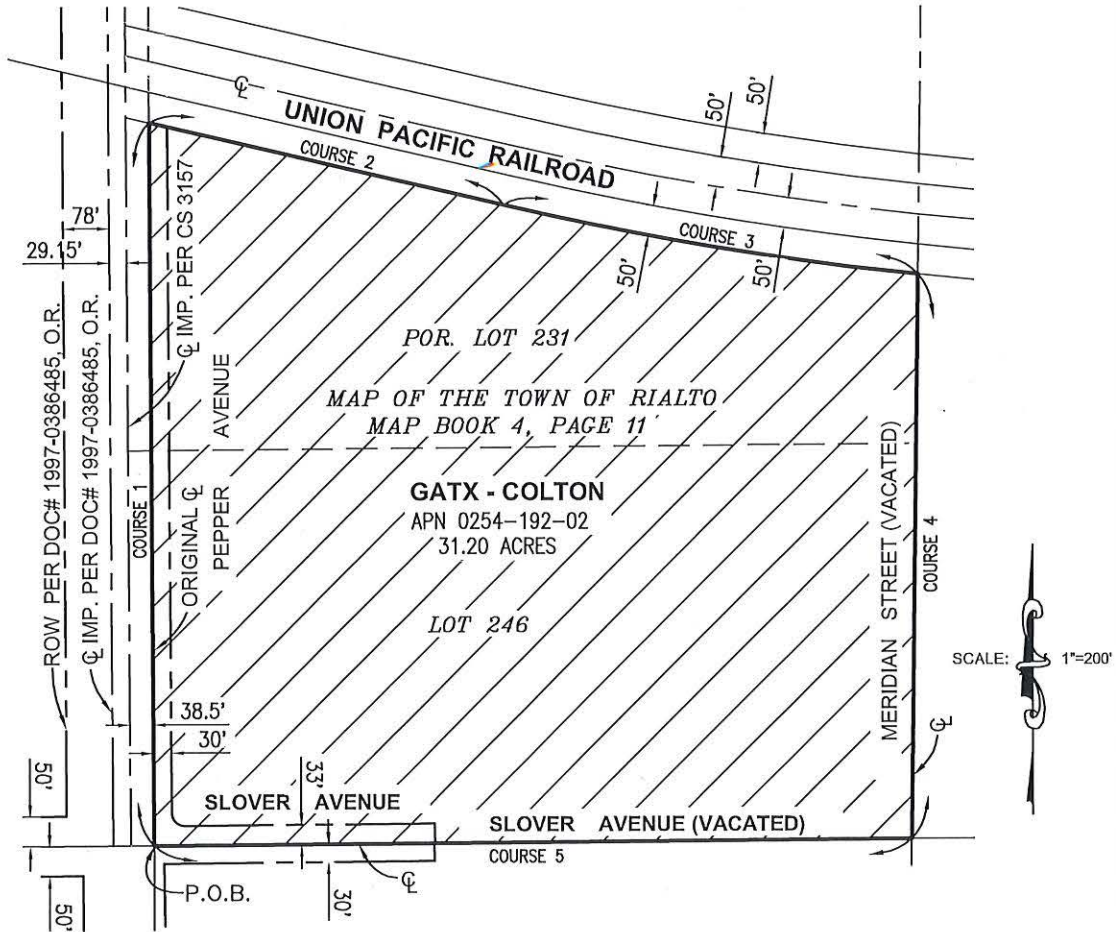 ℄
UNION PACIFIC RAILROAD
COURSE 2
COURSE 3
50'
50'
50'
50'
78'
29.15'
℄ IMP. PER CS 3157
ROW PER DOC# 1997-0386485, O.R.
℄ IMP. PER DOC# 1997-0386485, O.R.
COURSE 1
ORIGINAL ℄
PEPPER AVENUE
POR. LOT 231
MAP OF THE TOWN OF RIALTO
MAP BOOK 4, PAGE 11
GATX - COLTON
APN 0254-192-02
31.20 ACRES
LOT 246
MERIDIAN STREET (VACATED)
COURSE 4
℄
SCALE: 1"=200'
38.5'
30'
33'
50'
SLOVER AVENUE
SLOVER AVENUE (VACATED)
COURSE 5
℄
P.O.B.
30'
50'